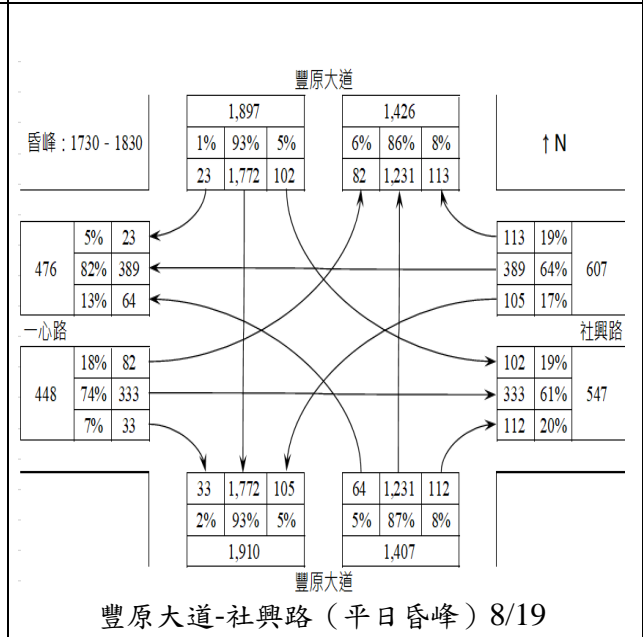 豐原大道
1,897 1,426
昏峰：1730 - 1830 1% 93% 5% 6% 86% 8% ↑N
23 1,772 102 82 1,231 113
5% 23 113 19%
476 82% 389 389 64% 607
13% 64 105 17%
一心路 社興路
18% 82 102 19%
448 74% 333 333 61% 547
7% 33 112 20%
33 1,772 105 64 1,231 112
2% 93% 5% 5% 87% 8%
1,910 1,407
豐原大道
豐原大道-社興路（平日昏峰）8/19